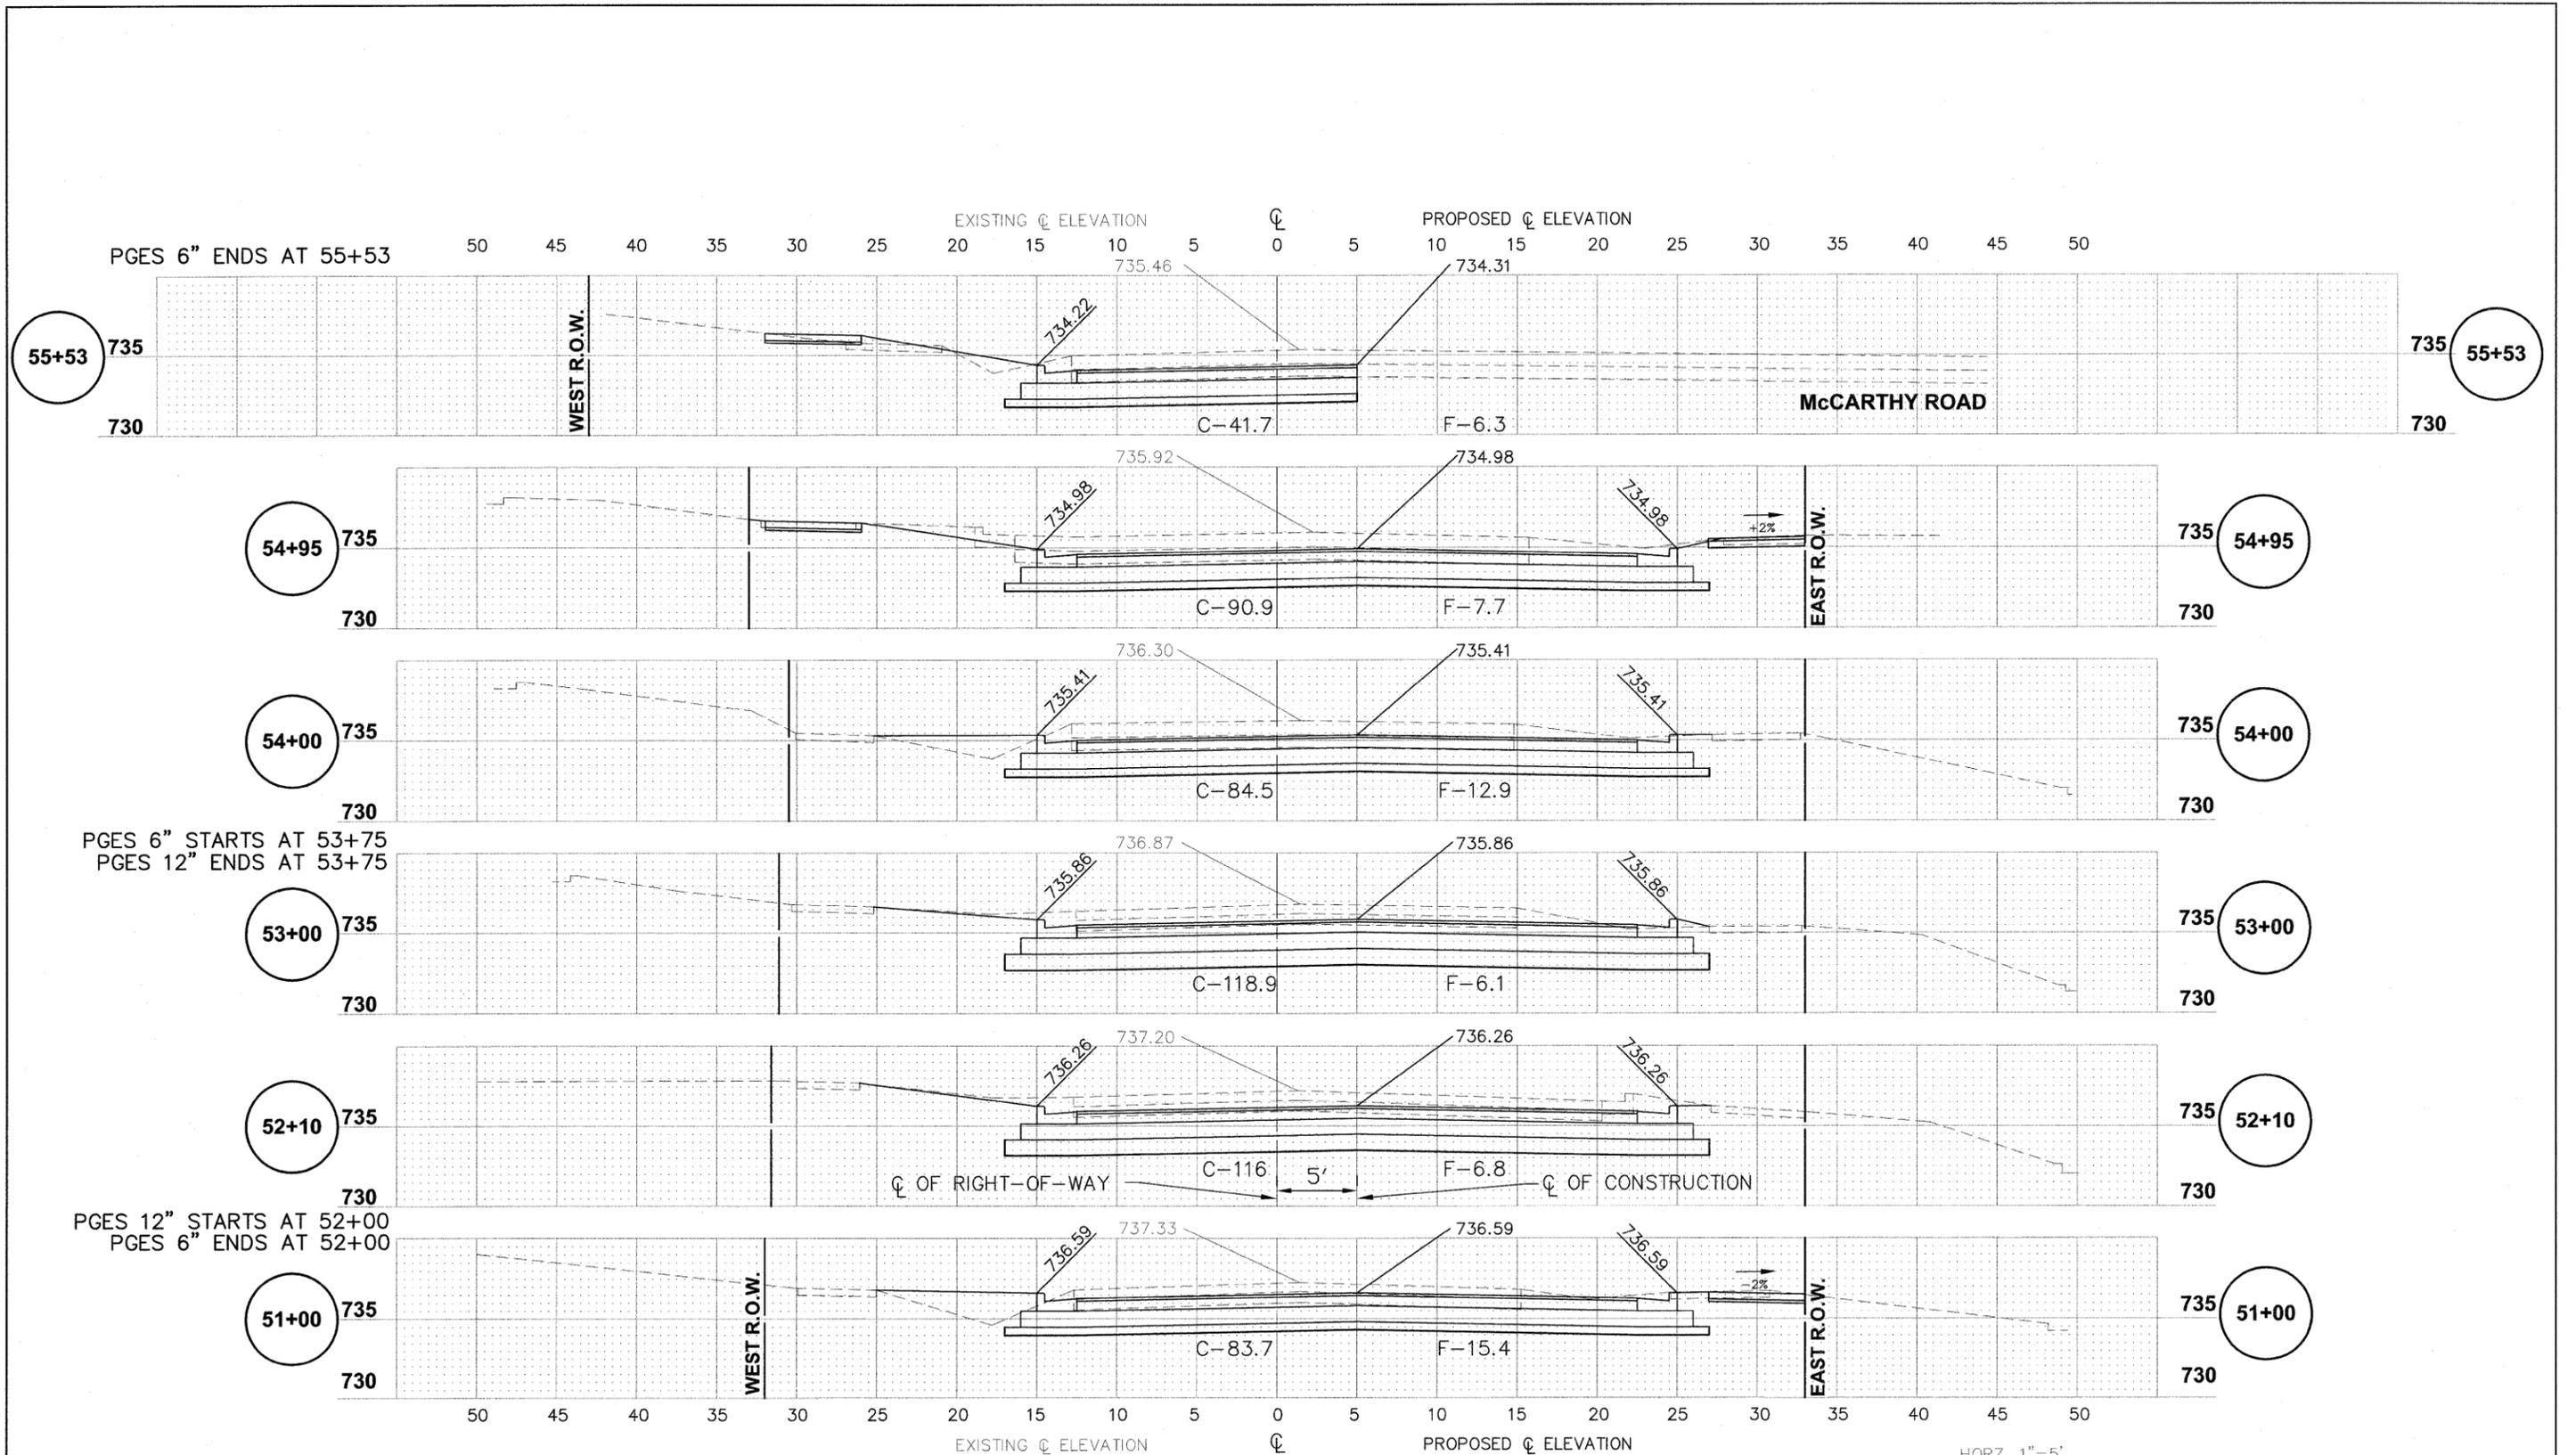 EXISTING ℄ ELEVATION ℄ PROPOSED ℄ ELEVATION
50 45 40 35 30 25 20 15 10 5 0 5 10 15 20 25 30 35 40 45 50
PGES 6" ENDS AT 55+53
735.46 734.31
734.22
WEST R.O.W.
55+53 735 735 55+53
McCARTHY ROAD
730 C-41.7 F-6.3 730
735.92 734.98
734.98 734.98
+2%
54+95 735 735 54+95
EAST R.O.W.
730 C-90.9 F-7.7 730
736.30 735.41
735.41 735.41
54+00 735 735 54+00
730 C-84.5 F-12.9 730
PGES 6" STARTS AT 53+75
PGES 12" ENDS AT 53+75
736.87 735.86
735.86 735.86
53+00 735 735 53+00
730 C-118.9 F-6.1 730
737.20 736.26
736.26 736.26
52+10 735 735 52+10
C-116 5' F-6.8
℄ OF RIGHT-OF-WAY ℄ OF CONSTRUCTION
730 730
PGES 12" STARTS AT 52+00
PGES 6" ENDS AT 52+00
737.33 736.59
736.59 736.59
-2%
51+00 735 735 51+00
WEST R.O.W. EAST R.O.W.
C-83.7 F-15.4
730 730
50 45 40 35 30 25 20 15 10 5 0 5 10 15 20 25 30 35 40 45 50
EXISTING ℄ ELEVATION ℄ PROPOSED ℄ ELEVATION
HORZ. 1"=5'